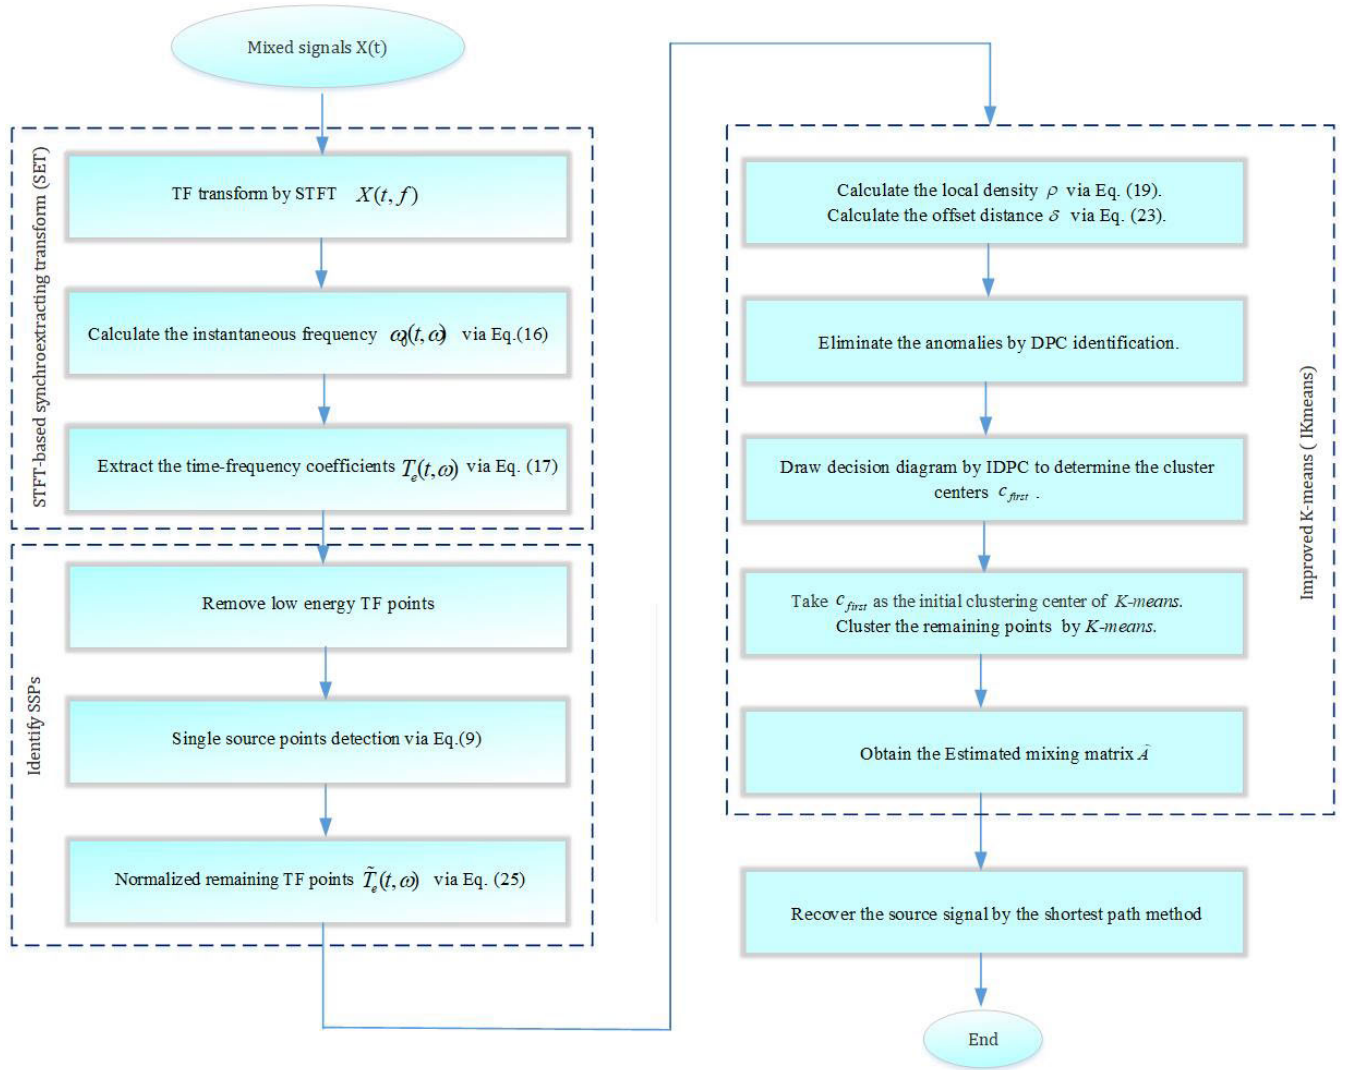 Mixed signals X(t)
STFT-based synchroextracting transform (SET)
TF transform by STFT X(t, f)
Calculate the instantaneous frequency ω₀(t, ω) via Eq.(16)
Extract the time-frequency coefficients Tₑ(t, ω) via Eq. (17)
Identify SSPs
Remove low energy TF points
Single source points detection via Eq.(9)
Normalized remaining TF points T̃ₑ(t, ω) via Eq. (25)
Improved K-means ( IKmeans)
Calculate the local density ρ via Eq. (19).
Calculate the offset distance δ via Eq. (23).
Eliminate the anomalies by DPC identification.
Draw decision diagram by IDPC to determine the cluster
centers c_first .
Take c_first as the initial clustering center of K-means.
Cluster the remaining points by K-means.
Obtain the Estimated mixing matrix Â
Recover the source signal by the shortest path method
End